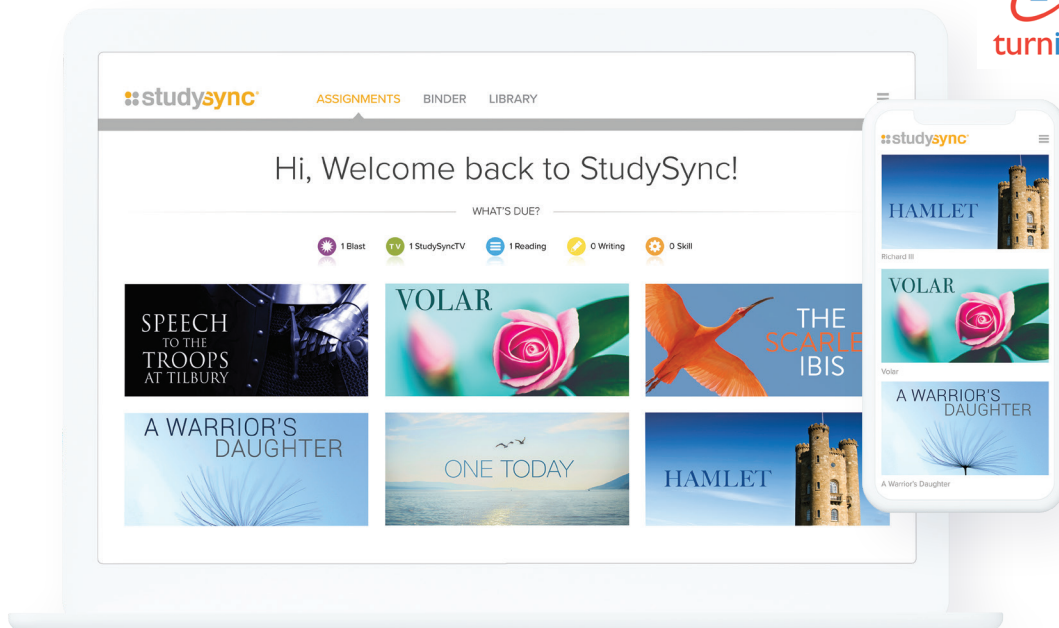 turni
studysync
ASSIGNMENTS BINDER LIBRARY
Hi, Welcome back to StudySync!
WHAT'S DUE?
1 Blast TV 1 StudySyncTV 1 Reading 0 Writing 0 Skill
SPEECH
TO THE
TROOPS
AT TILBURY
VOLAR
THE
SCARLE
IBIS
A WARRIOR'S
DAUGHTER
ONE TODAY
HAMLET
studysync
HAMLET
Richard III
VOLAR
Volar
A WARRIOR'S
DAUGHTER
A Warrior's Daughter